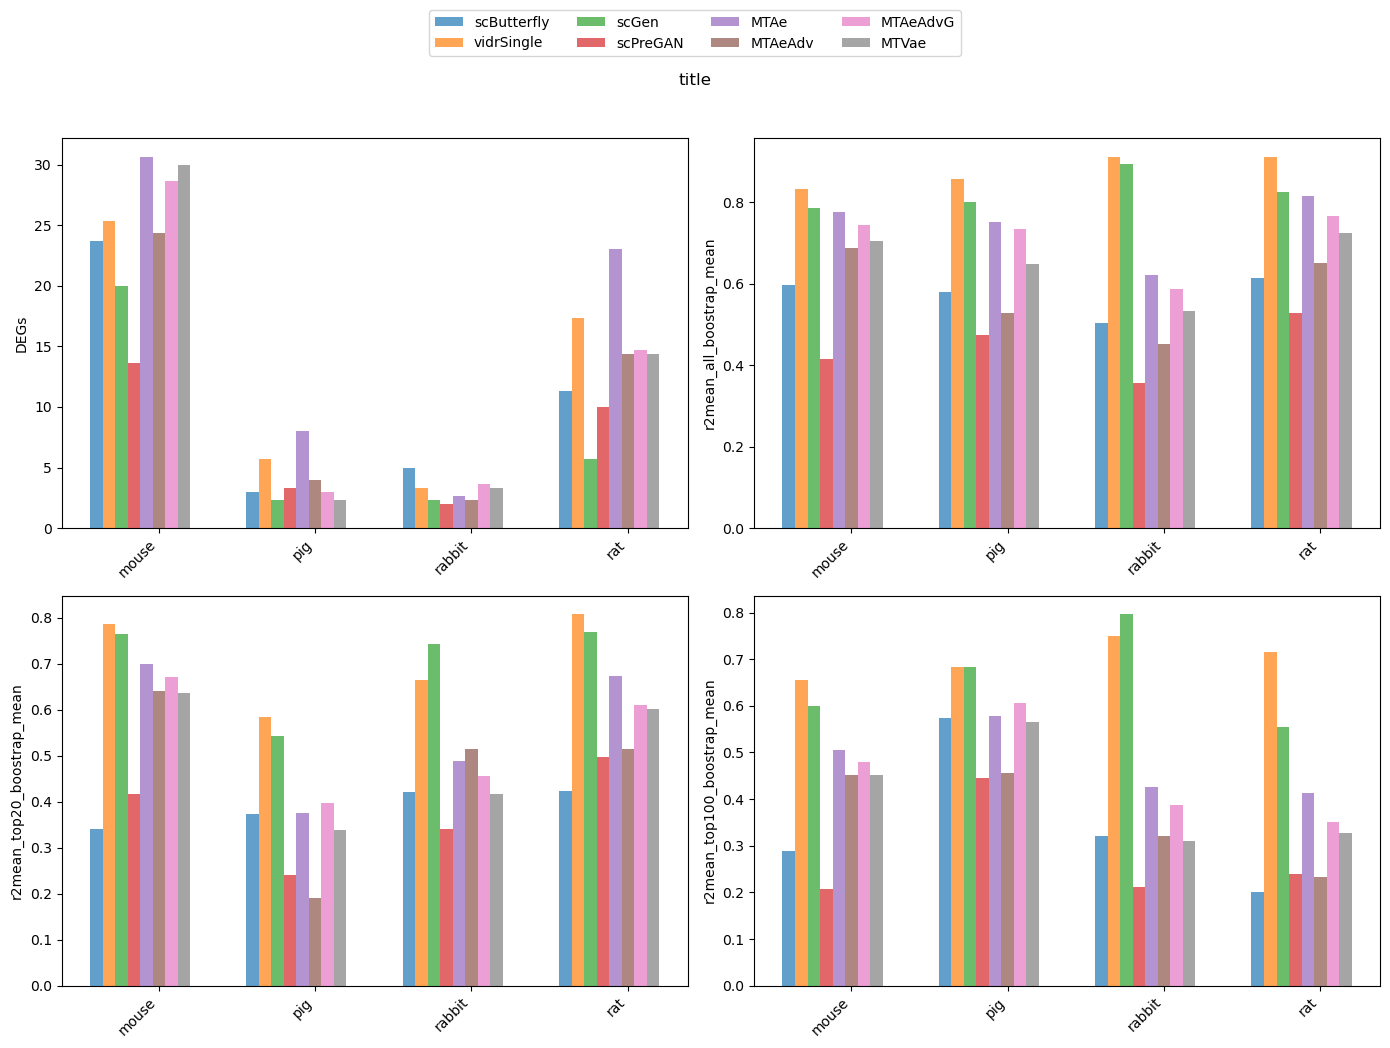 scButterfly scGen MTAe MTAeAdvG
vidrSingle scPreGAN MTAeAdv MTVae
title
DEGs
30
25
20
15
10
5
0
mouse pig rabbit rat
r2mean_all_boostrap_mean
0.8
0.6
0.4
0.2
0.0
mouse pig rabbit rat
r2mean_top20_boostrap_mean
0.8
0.7
0.6
0.5
0.4
0.3
0.2
0.1
0.0
mouse pig rabbit rat
r2mean_top100_boostrap_mean
0.8
0.7
0.6
0.5
0.4
0.3
0.2
0.1
0.0
mouse pig rabbit rat